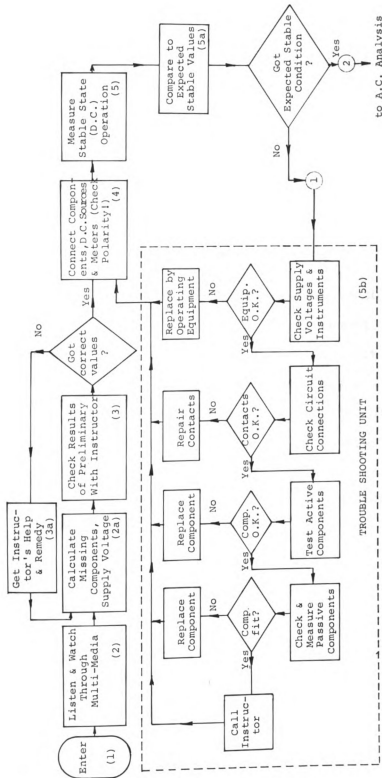 Enter
(1)
Listen & Watch
Through
Multi-Media
(2)
Get Instruc-
tor's Help
& Remedy
(3a)
Calculate
Missing
Components,
Supply Voltage
(2a)
Check Results
of Preliminary
With Instructor
(3)
Got
correct
values
?
No
Yes
Connect Compon-
ents,D.C.Sources
& Meters (Check
Polarity!)
(4)
Measure
Stable State
(D.C.)
Operation
(5)
Compare to
Expected
Stable Values
(5a)
Got
Expected Stable
Condition
?
No
Yes
1
2
to A.C. Analysis
Check Supply
Voltages &
Instruments
Equip.
O.K.?
No
Yes
Replace by
Operating
Equipment
Check Circuit
Connections
Contacts
O.K.?
No
Yes
Repair
Contacts
Test Active
Components
Comp.
O.K.?
No
Yes
Replace
Component
Check &
Measure
Passive
Components
Comp.
fit?
No
Yes
Replace
Component
Call
Instruc-
tor
TROUBLE SHOOTING UNIT
(5b)